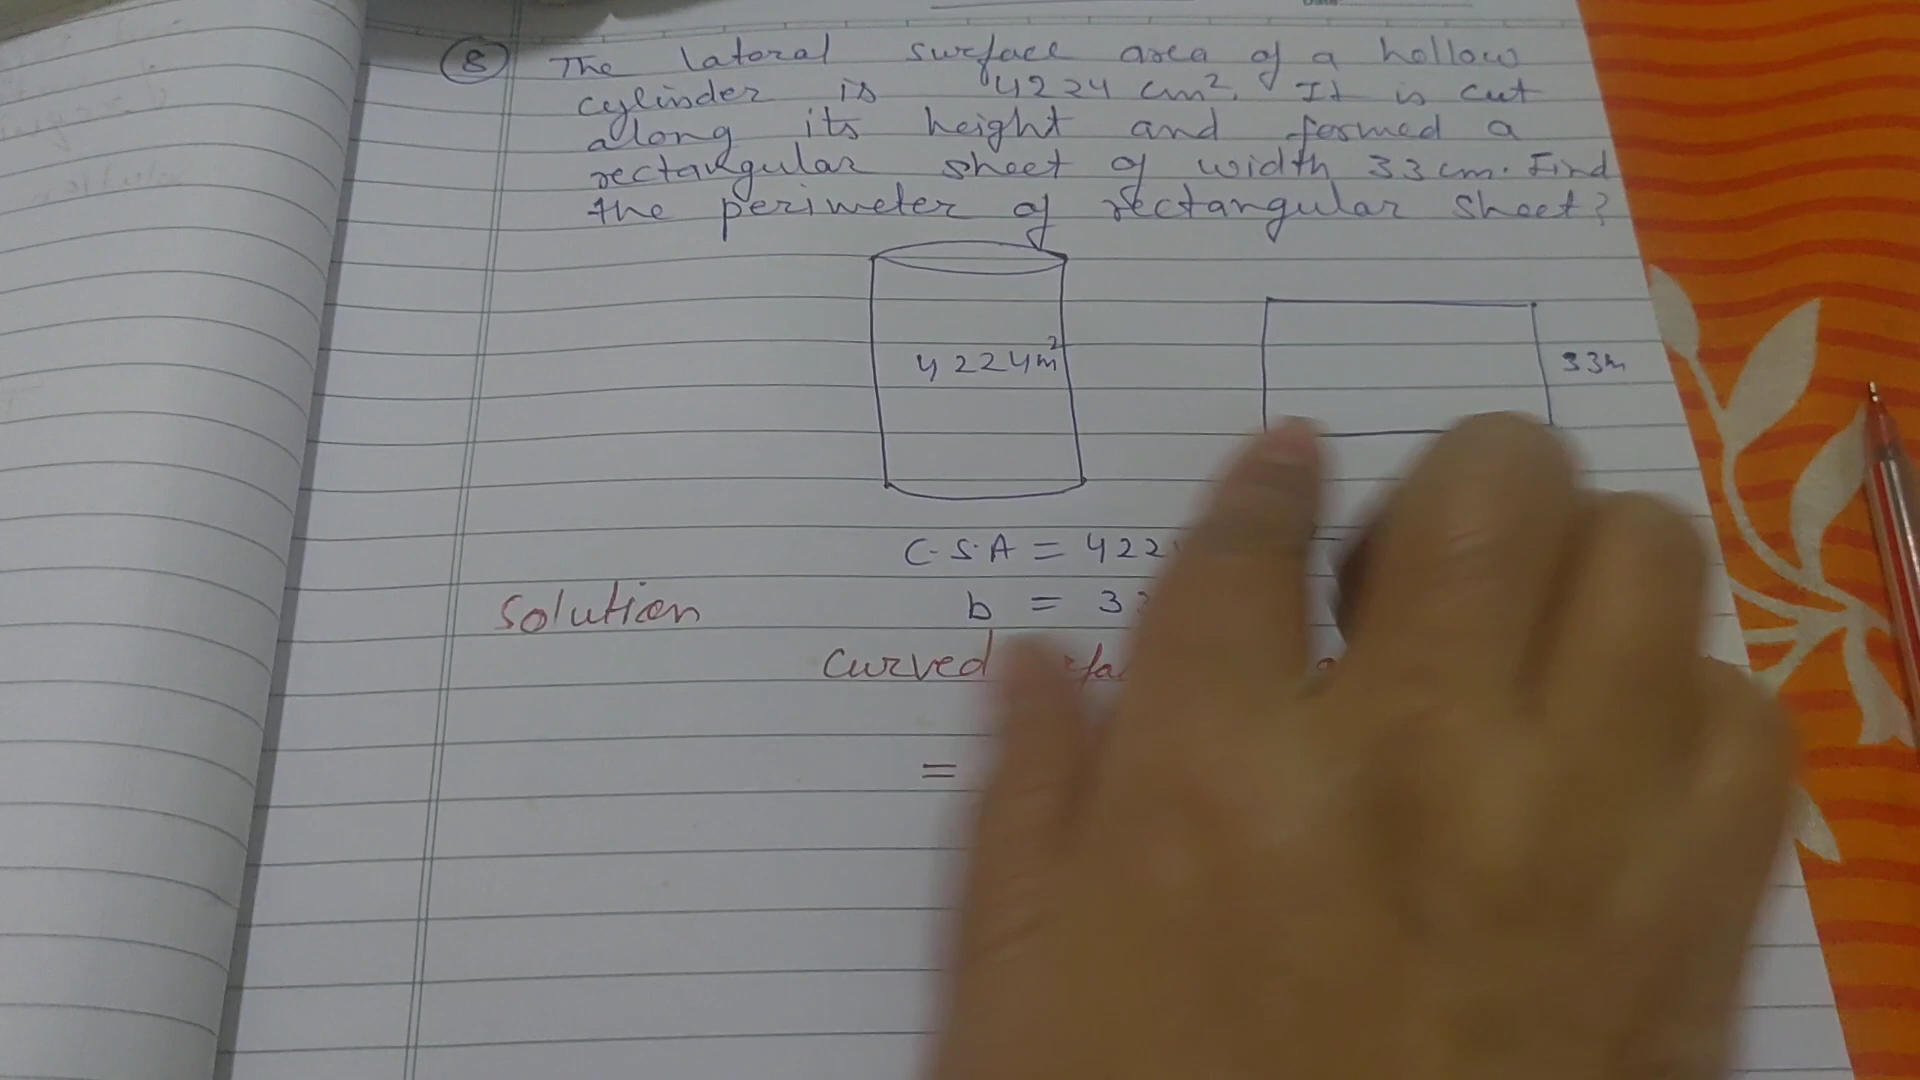 8 The lateral surface area of a hollow
cylinder is 4224 cm². It is cut
along its height and formed a
rectangular sheet of width 33 cm. Find
the perimeter of rectangular sheet?
4224m²
33m
C.S.A = 422
Solution
b = 3
curved
=